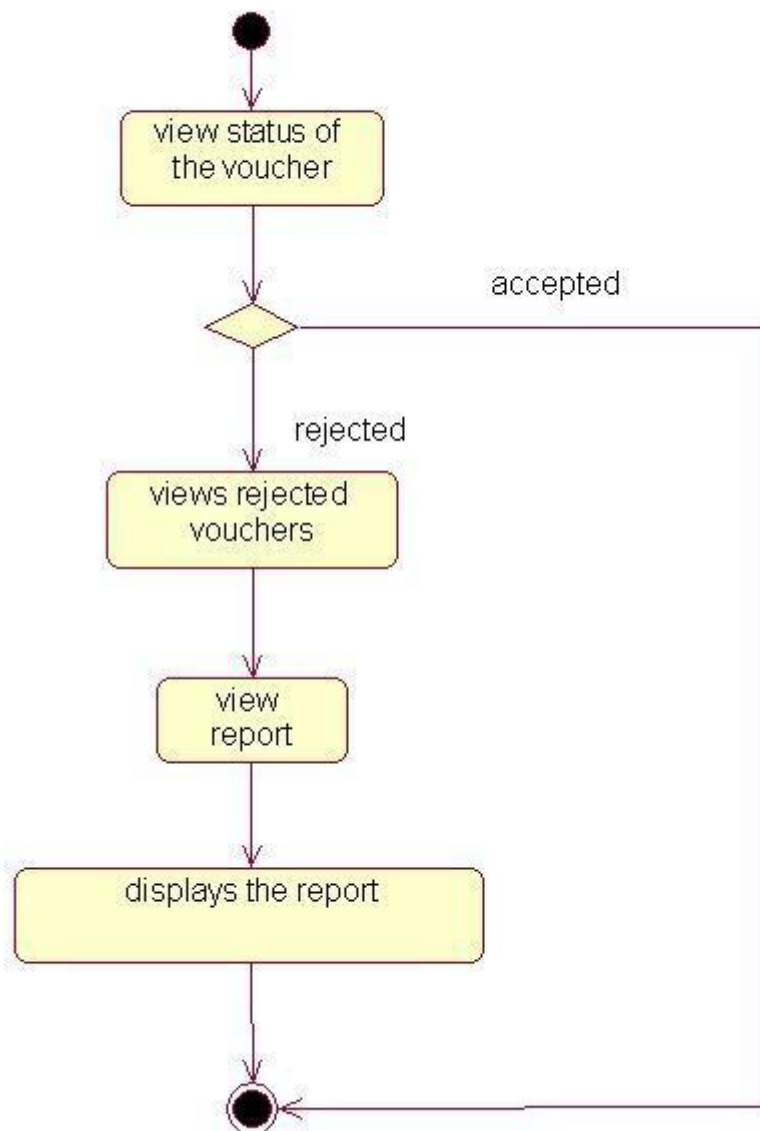 view status of
the voucher
accepted
rejected
views rejected
vouchers
view
report
displays the report